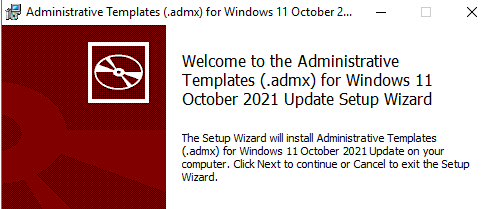 Administrative Templates (.admx) for Windows 11 October 2...
Welcome to the Administrative
Templates (.admx) for Windows 11
October 2021 Update Setup Wizard
The Setup Wizard will install Administrative Templates
(.admx) for Windows 11 October 2021 Update on your
computer. Click Next to continue or Cancel to exit the Setup
Wizard.